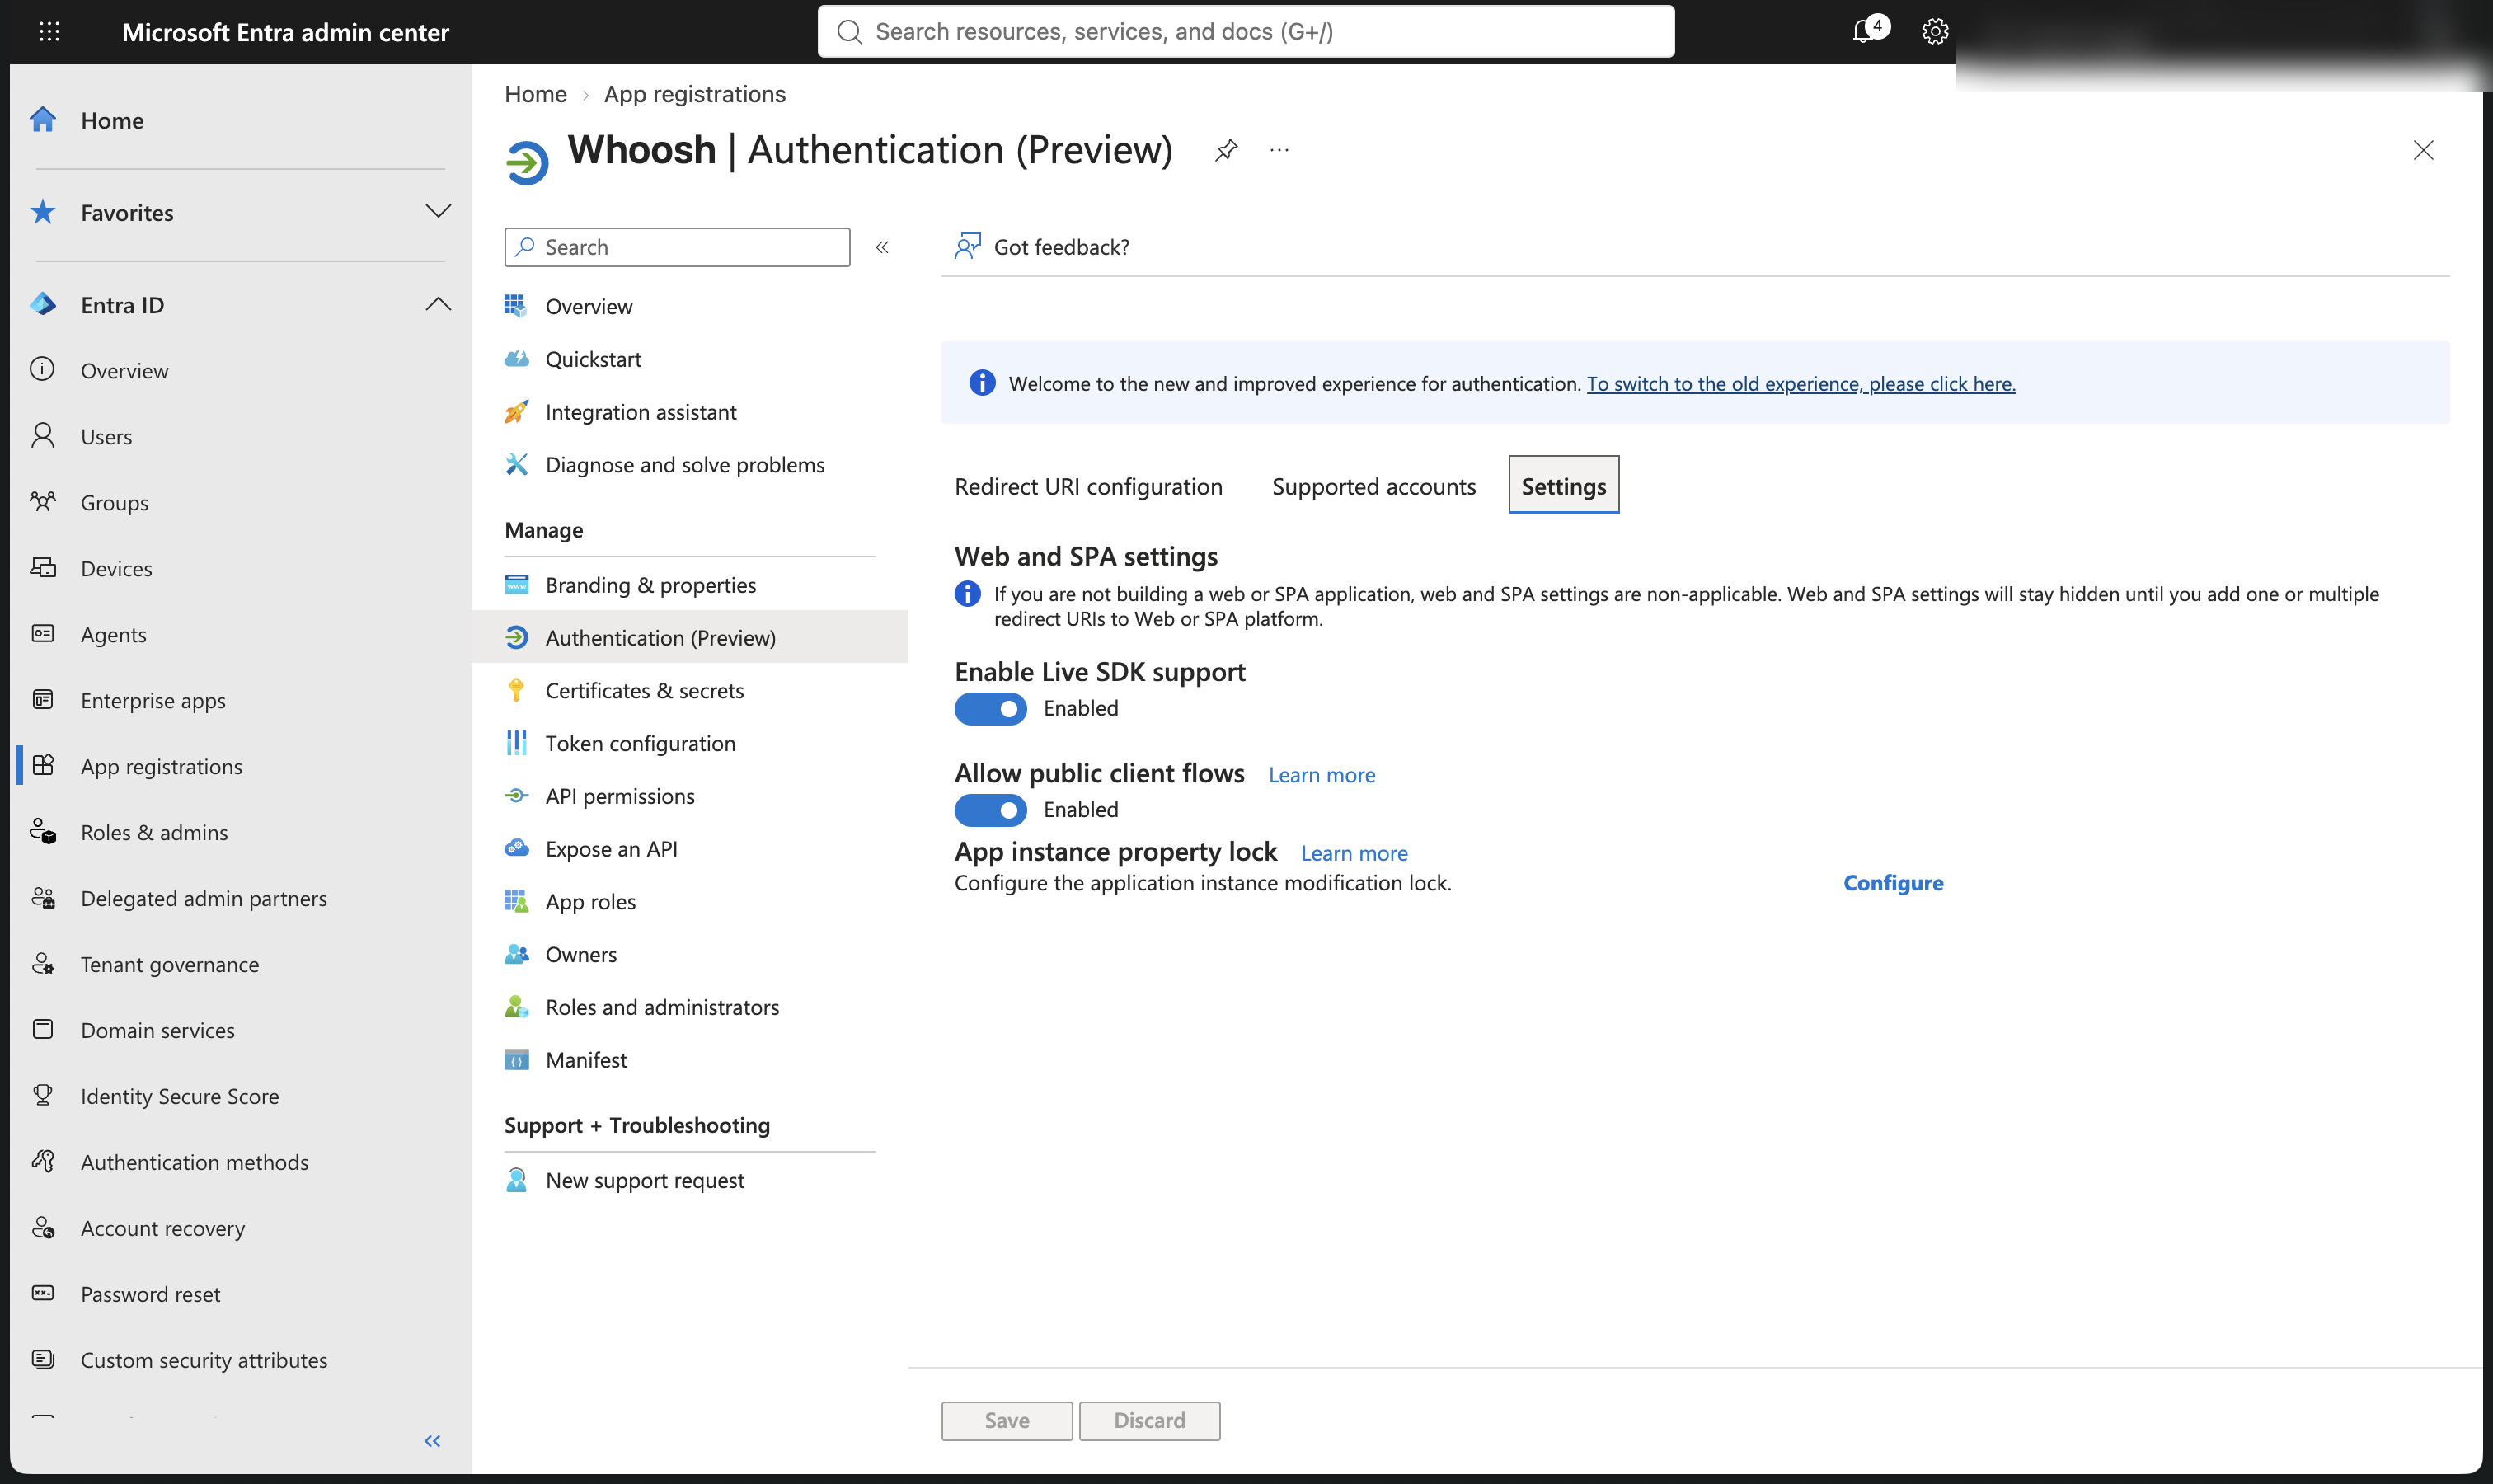 Microsoft Entra admin center
Search resources, services, and docs (G+/)
4
Home
Favorites
Entra ID
Overview
Users
Groups
Devices
Agents
Enterprise apps
App registrations
Roles & admins
Delegated admin partners
Tenant governance
Domain services
Identity Secure Score
Authentication methods
Account recovery
Password reset
Custom security attributes
Home > App registrations
Whoosh | Authentication (Preview)
Search
Overview
Quickstart
Integration assistant
Diagnose and solve problems
Manage
Branding & properties
Authentication (Preview)
Certificates & secrets
Token configuration
API permissions
Expose an API
App roles
Owners
Roles and administrators
Manifest
Support + Troubleshooting
New support request
Got feedback?
Welcome to the new and improved experience for authentication. To switch to the old experience, please click here.
Redirect URI configuration Supported accounts Settings
Web and SPA settings
If you are not building a web or SPA application, web and SPA settings are non-applicable. Web and SPA settings will stay hidden until you add one or multiple
redirect URIs to Web or SPA platform.
Enable Live SDK support
Enabled
Allow public client flows Learn more
Enabled
App instance property lock Learn more
Configure the application instance modification lock. Configure
Save Discard